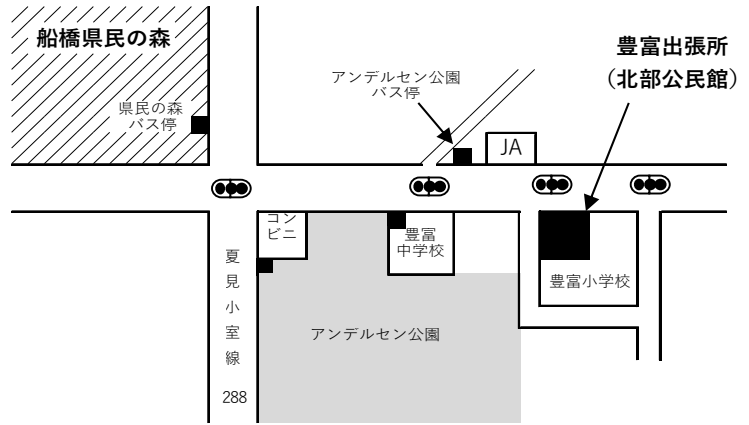 船橋県民の森
豊富出張所
（北部公民館）
アンデルセン公園
バス停
県民の森
バス停
JA
コン
ビニ
豊富
中学校
豊富小学校
夏見小室線
288
アンデルセン公園